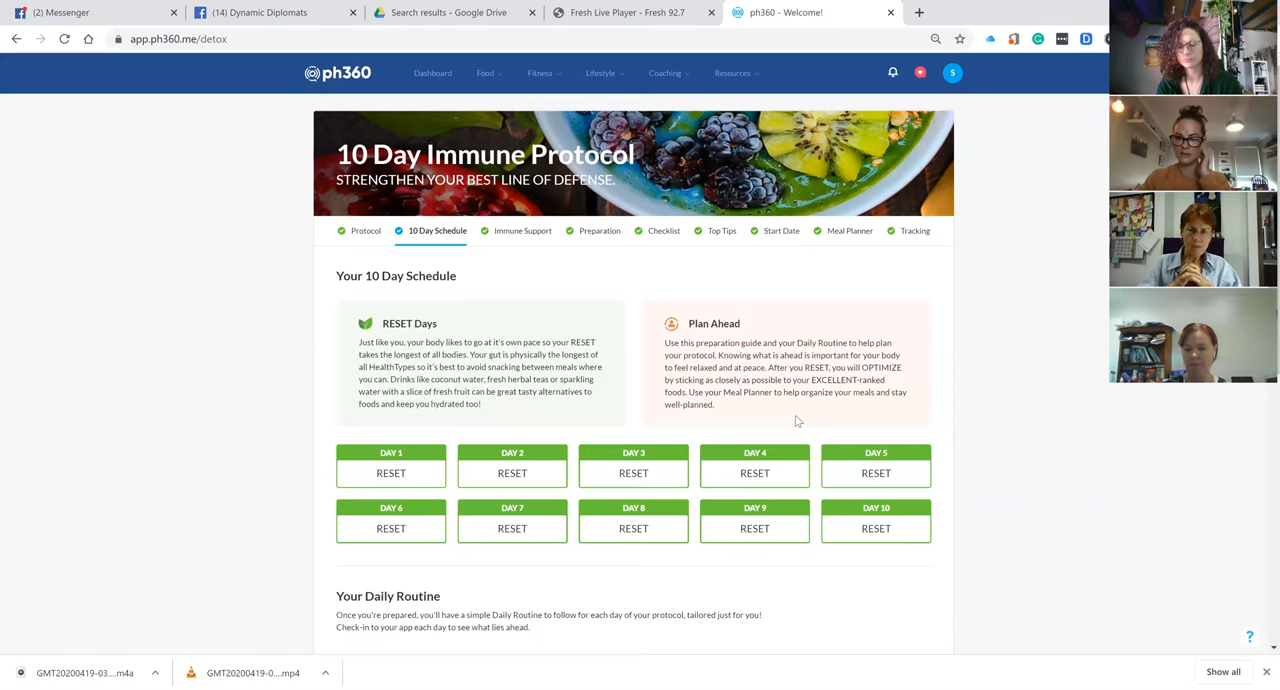 (2) Messenger
(14) Dynamic Diplomats
Search results - Google Drive
Fresh Live Player - Fresh 92.7
ph360 - Welcome!
app.ph360.me/detox
ph360
Dashboard
Food
Fitness
Lifestyle
Coaching
Resources
S
10 Day Immune Protocol
STRENGTHEN YOUR BEST LINE OF DEFENSE.
Protocol
10 Day Schedule
Immune Support
Preparation
Checklist
Top Tips
Start Date
Meal Planner
Tracking
Your 10 Day Schedule
RESET Days
Just like you, your body likes to go at it's own pace so your RESET
takes the longest of all bodies. Your gut is physically the longest of
all HealthTypes so it's best to avoid snacking between meals where
you can. Drinks like coconut water, fresh herbal teas or sparkling
water with a slice of fresh fruit can be great tasty alternatives to
foods and keep you hydrated too!
Plan Ahead
Use this preparation guide and your Daily Routine to help plan
your protocol. Knowing what is ahead is important for your body
to feel relaxed and at peace. After you RESET, you will OPTIMIZE
by sticking as closely as possible to your EXCELLENT-ranked
foods. Use your Meal Planner to help organize your meals and stay
well-planned.
DAY 1
RESET
DAY 2
RESET
DAY 3
RESET
DAY 4
RESET
DAY 5
RESET
DAY 6
RESET
DAY 7
RESET
DAY 8
RESET
DAY 9
RESET
DAY 10
RESET
Your Daily Routine
Once you're prepared, you'll have a simple Daily Routine to follow for each day of your protocol, tailored just for you!
Check-in to your app each day to see what lies ahead.
?
GMT20200419-03....m4a
GMT20200419-0....mp4
Show all